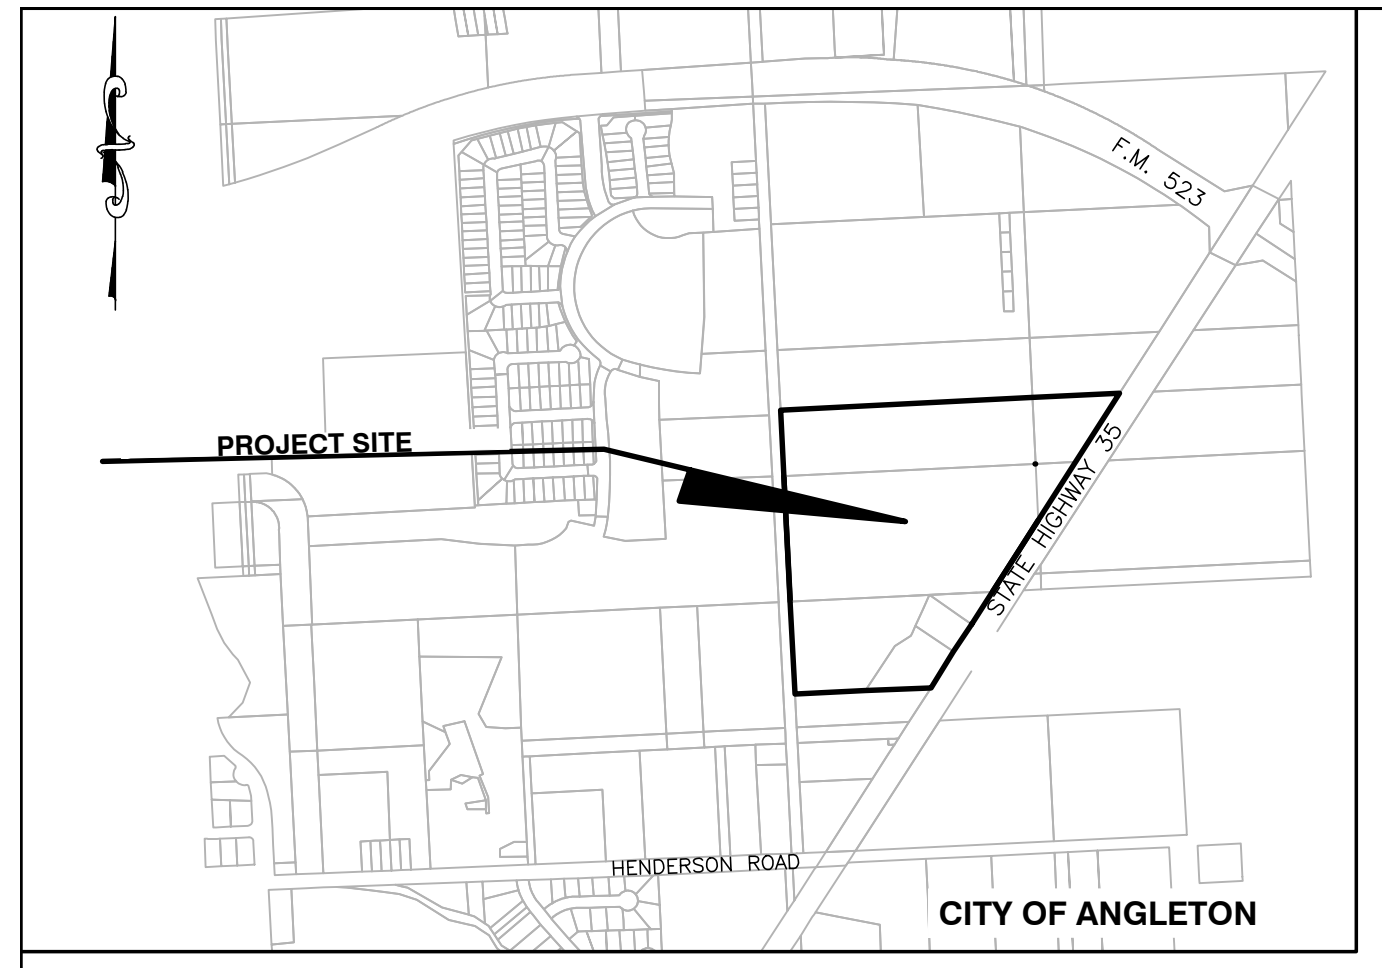 F.M. 523
PROJECT SITE
STATE HIGHWAY 35
HENDERSON ROAD
CITY OF ANGLETON